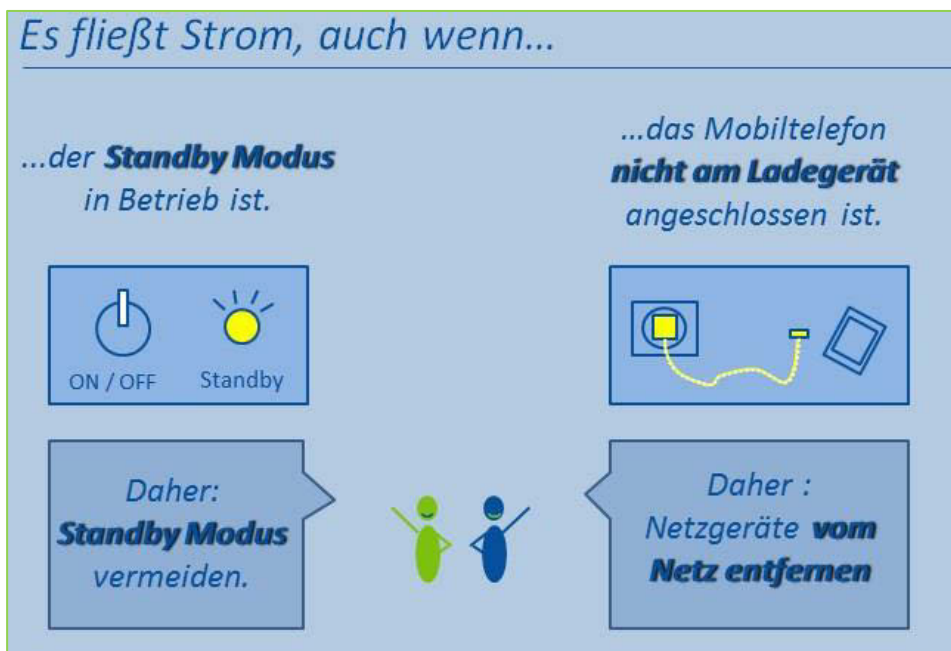 Es fließt Strom, auch wenn...
...der Standby Modus
in Betrieb ist.
...das Mobiltelefon
nicht am Ladegerät
angeschlossen ist.
ON / OFF
Standby
Daher:
Standby Modus
vermeiden.
Daher :
Netzgeräte vom
Netz entfernen